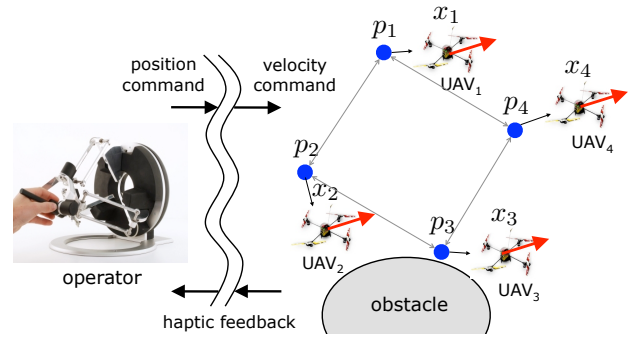 position
command
velocity
command
operator
haptic feedback
p₁
x₁
UAV₁
p₂
x₂
UAV₂
p₃
x₃
UAV₃
p₄
x₄
UAV₄
obstacle